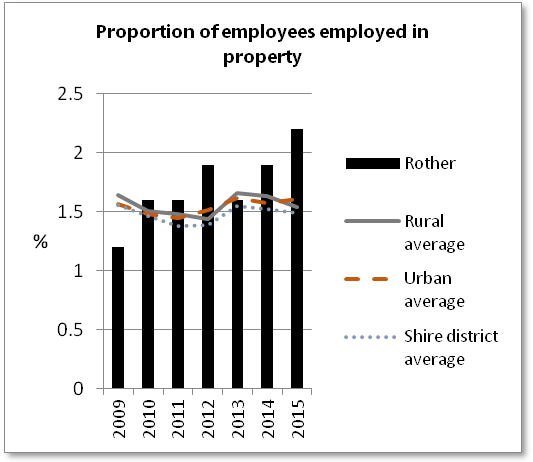 Proportion of employees employed in
property
2.5
2
1.5
1
0.5
0
%
2009
2010
2011
2012
2013
2014
2015
Rother
Rural
average
Urban
average
Shire district
average